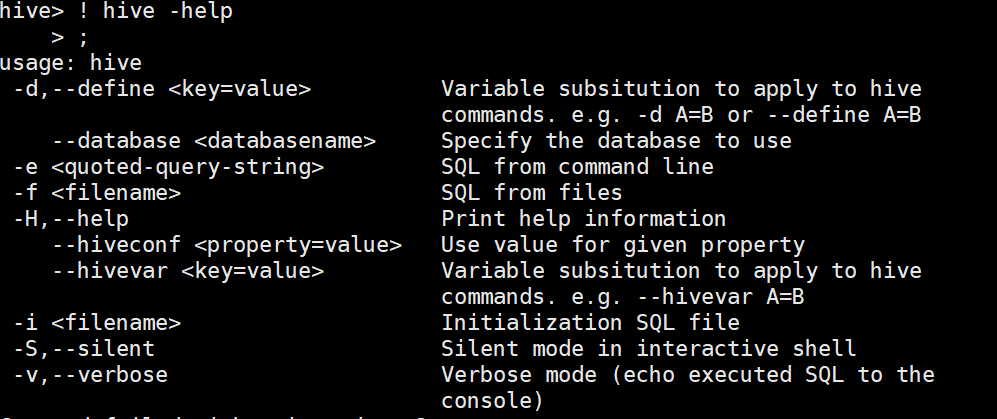 hive> ! hive -help
    > ;
usage: hive
 -d,--define <key=value>          Variable subsitution to apply to hive
                                  commands. e.g. -d A=B or --define A=B
    --database <databasename>     Specify the database to use
 -e <quoted-query-string>         SQL from command line
 -f <filename>                    SQL from files
 -H,--help                        Print help information
    --hiveconf <property=value>   Use value for given property
    --hivevar <key=value>         Variable subsitution to apply to hive
                                  commands. e.g. --hivevar A=B
 -i <filename>                    Initialization SQL file
 -S,--silent                      Silent mode in interactive shell
 -v,--verbose                     Verbose mode (echo executed SQL to the
                                  console)